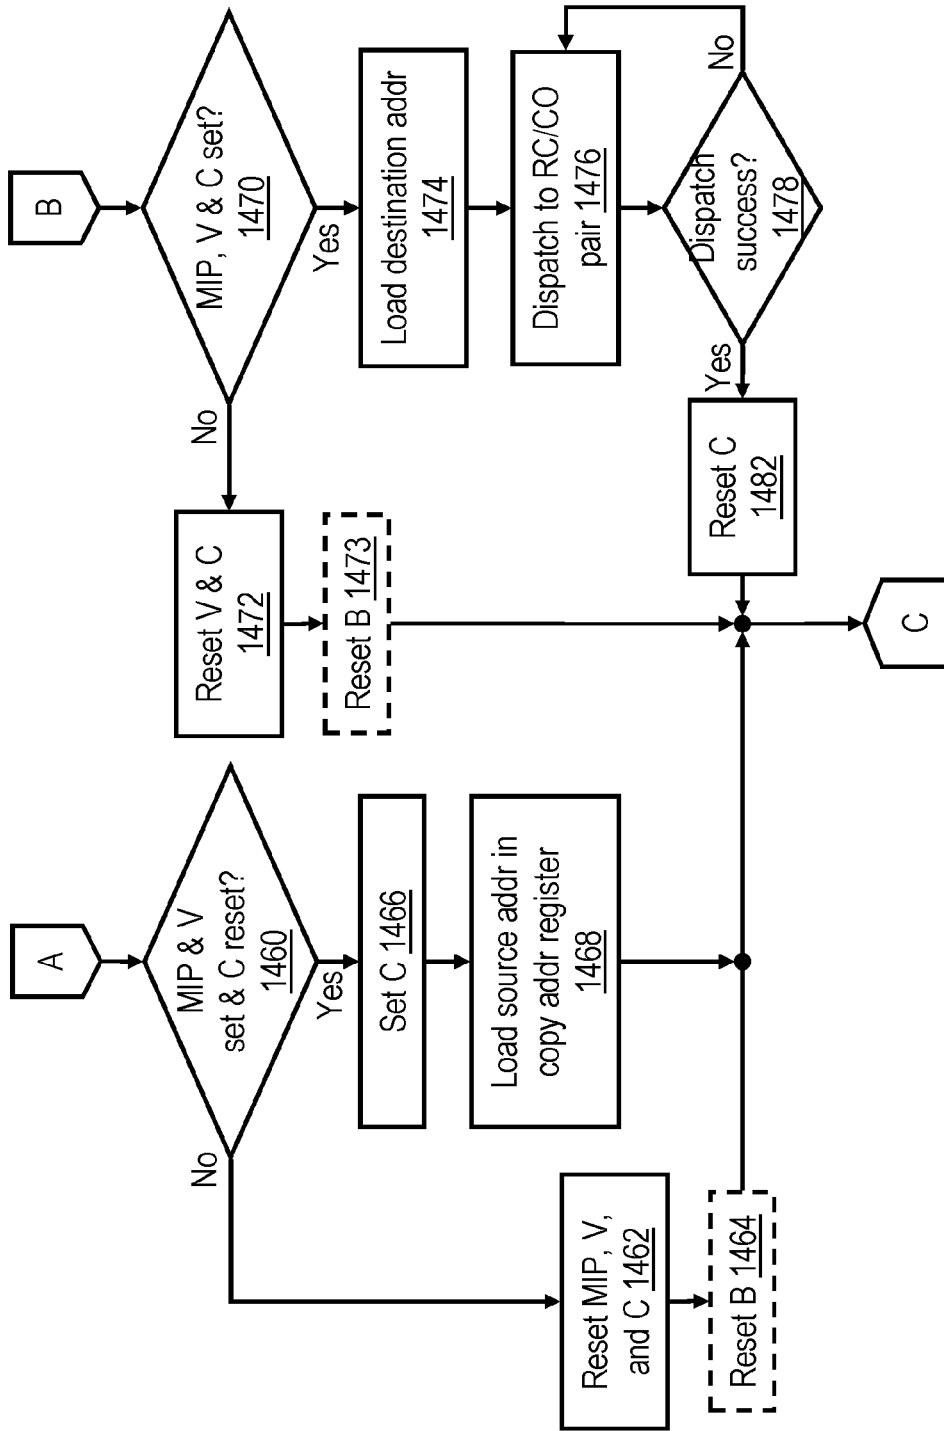 A
MIP & V
set & C reset?
1460
No
Yes
Reset MIP, V,
and C 1462
Reset B 1464
Set C 1466
Load source addr in
copy addr register
1468
B
MIP, V & C set?
1470
No
Yes
Reset V & C
1472
Reset B 1473
Load destination addr
1474
Dispatch to RC/CO
pair 1476
Dispatch
success?
1478
No
Yes
Reset C
1482
C